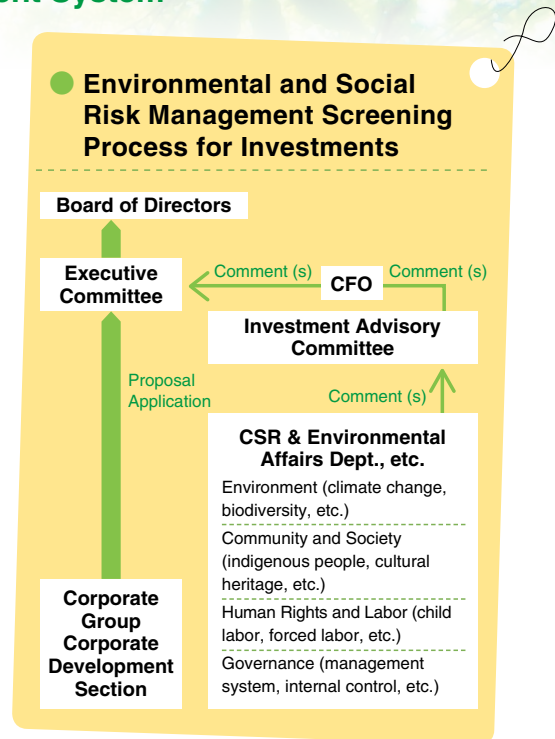 ent System
Environmental and Social
Risk Management Screening
Process for Investments
Board of Directors
Executive
Committee
Comment (s)
CFO
Comment (s)
Investment Advisory
Committee
Proposal
Application
Comment (s)
CSR & Environmental
Affairs Dept., etc.
Environment (climate change,
biodiversity, etc.)
Community and Society
(indigenous people, cultural
heritage, etc.)
Human Rights and Labor (child
labor, forced labor, etc.)
Governance (management
system, internal control, etc.)
Corporate
Group
Corporate
Development
Section